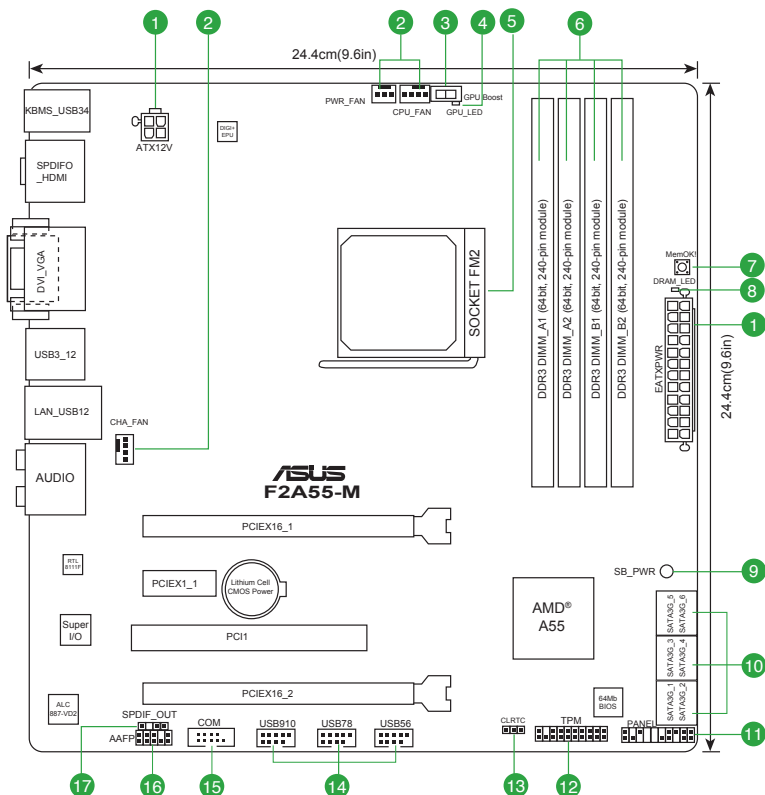 1
2
2
3
4
5
6
24.4cm(9.6in)
KBMS_USB34
ATX12V
DIGI+
EPU
PWR_FAN
CPU_FAN
GPU Boost
GPU_LED
SPDIFO
_HDMI
DVI_VGA
SOCKET FM2
DDR3 DIMM_A1 (64bit, 240-pin module)
DDR3 DIMM_A2 (64bit, 240-pin module)
DDR3 DIMM_B1 (64bit, 240-pin module)
DDR3 DIMM_B2 (64bit, 240-pin module)
MemOK!
7
DRAM_LED
8
1
EATXPWR
24.4cm(9.6in)
USB3_12
LAN_USB12
CHA_FAN
2
AUDIO
ASUS
F2A55-M
PCIEX16_1
RTL
8111F
PCIEX1_1
Lithium Cell
CMOS Power
SB_PWR
9
AMD®
A55
SATA3G_5
SATA3G_6
SATA3G_3
SATA3G_4
SATA3G_1
SATA3G_2
10
Super
I/O
PCI1
PCIEX16_2
64Mb
BIOS
ALC
887-VD2
SPDIF_OUT
AAFP
COM
USB910
USB78
USB56
CLRTC
TPM
PANEL
11
17
16
15
14
13
12